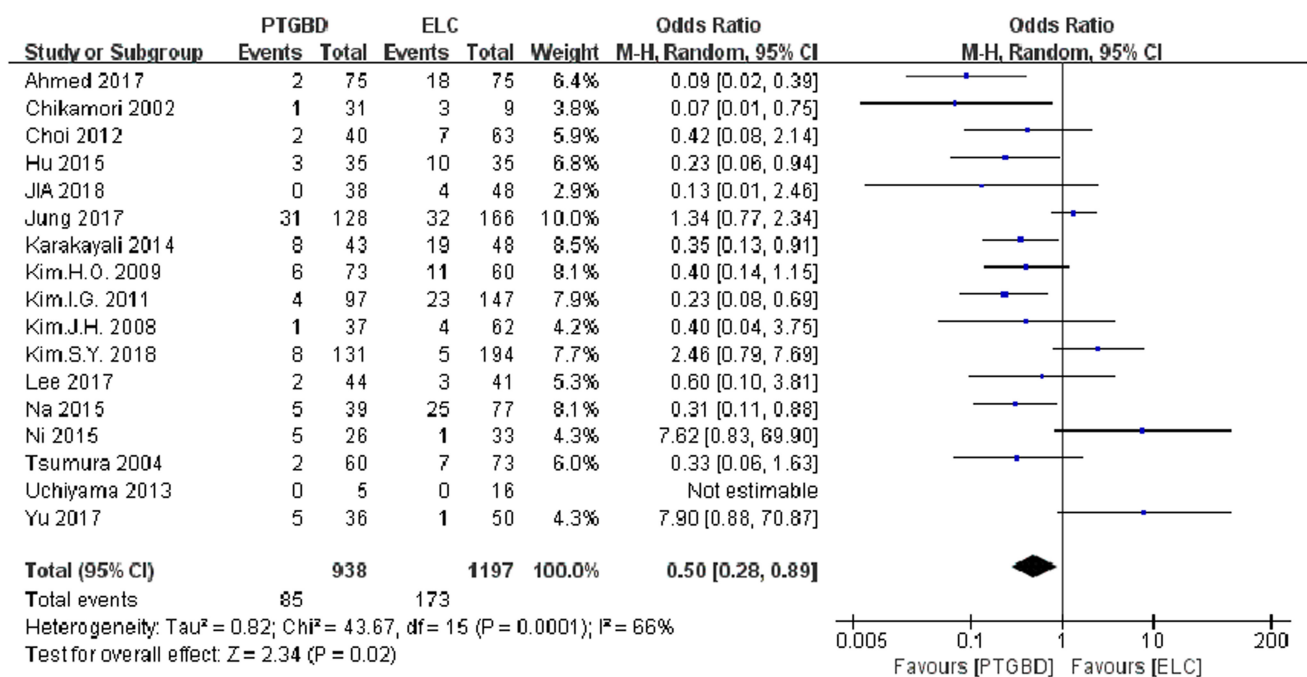 PTGBD ELC Odds Ratio Odds Ratio
Study or Subgroup Events Total Events Total Weight M-H, Random, 95% CI M-H, Random, 95% CI
Ahmed 2017 2 75 18 75 6.4% 0.09 [0.02, 0.39]
Chikamori 2002 1 31 3 9 3.8% 0.07 [0.01, 0.75]
Choi 2012 2 40 7 63 5.9% 0.42 [0.08, 2.14]
Hu 2015 3 35 10 35 6.8% 0.23 [0.06, 0.94]
JIA 2018 0 38 4 48 2.9% 0.13 [0.01, 2.46]
Jung 2017 31 128 32 166 10.0% 1.34 [0.77, 2.34]
Karakayali 2014 8 43 19 48 8.5% 0.35 [0.13, 0.91]
Kim.H.O. 2009 6 73 11 60 8.1% 0.40 [0.14, 1.15]
Kim.I.G. 2011 4 97 23 147 7.9% 0.23 [0.08, 0.69]
Kim.J.H. 2008 1 37 4 62 4.2% 0.40 [0.04, 3.75]
Kim.S.Y. 2018 8 131 5 194 7.7% 2.46 [0.79, 7.69]
Lee 2017 2 44 3 41 5.3% 0.60 [0.10, 3.81]
Na 2015 5 39 25 77 8.1% 0.31 [0.11, 0.88]
Ni 2015 5 26 1 33 4.3% 7.62 [0.83, 69.90]
Tsumura 2004 2 60 7 73 6.0% 0.33 [0.06, 1.63]
Uchiyama 2013 0 5 0 16 Not estimable
Yu 2017 5 36 1 50 4.3% 7.90 [0.88, 70.87]
Total (95% CI) 938 1197 100.0% 0.50 [0.28, 0.89]
Total events 85 173
Heterogeneity: Tau² = 0.82; Chi² = 43.67, df = 15 (P = 0.0001); I² = 66%
Test for overall effect: Z = 2.34 (P = 0.02)
0.005 0.1 1 10 200
Favours [PTGBD] Favours [ELC]